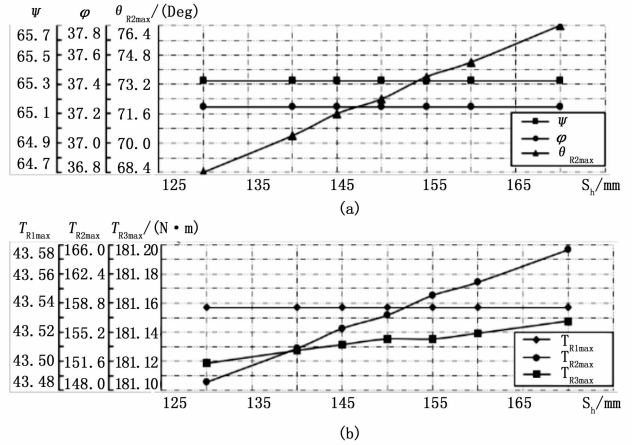 ψ φ θR2max/(Deg)
65.7 37.8 76.4
65.5 37.6 74.8
65.3 37.4 73.2
65.1 37.2 71.6
64.9 37.0 70.0
64.7 36.8 68.4
125 135 145 155 165 Sh/mm
ψ
φ
θR2max
(a)
TR1max TR2max TR3max/(N·m)
43.58 166.0 181.20
43.56 162.4 181.18
43.54 158.8 181.16
43.52 155.2 181.14
43.50 151.6 181.12
43.48 148.0 181.10
125 135 145 155 165 Sh/mm
TR1max
TR2max
TR3max
(b)